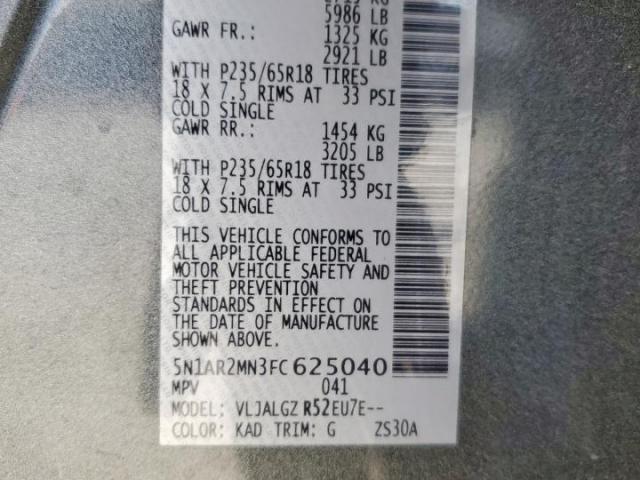 5986 LB
GAWR FR.: 1325 KG
2921 LB
WITH P235/65R18 TIRES
18 X 7.5 RIMS AT 33 PSI
COLD SINGLE
GAWR RR.: 1454 KG
3205 LB
WITH P235/65R18 TIRES
18 X 7.5 RIMS AT 33 PSI
COLD SINGLE
THIS VEHICLE CONFORMS TO
ALL APPLICABLE FEDERAL
MOTOR VEHICLE SAFETY AND
THEFT PREVENTION
STANDARDS IN EFFECT ON
THE DATE OF MANUFACTURE
SHOWN ABOVE.
5N1AR2MN3FC625040
MPV 041
MODEL: VLJALGZ R52EU7E--
COLOR: KAD TRIM: G ZS30A